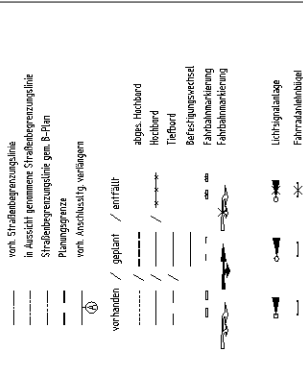 vorh. Straßenbegrenzungslinie
in Aussicht genommene Straßenbegrenzungslinie
Straßenbegrenzungslinie gem. B-Plan
Planungsgrenze
A vorh. Anschlussltg. verlängern
vorhanden / geplant / entfällt
abges. Hochbord
/ / Hochbord
Tiefbord
Befestigungswechsel
Fahrbahnmarkierung
Fahrbahnmarkierung
Lichtsignalanlage
Fahrradanlehnbügel